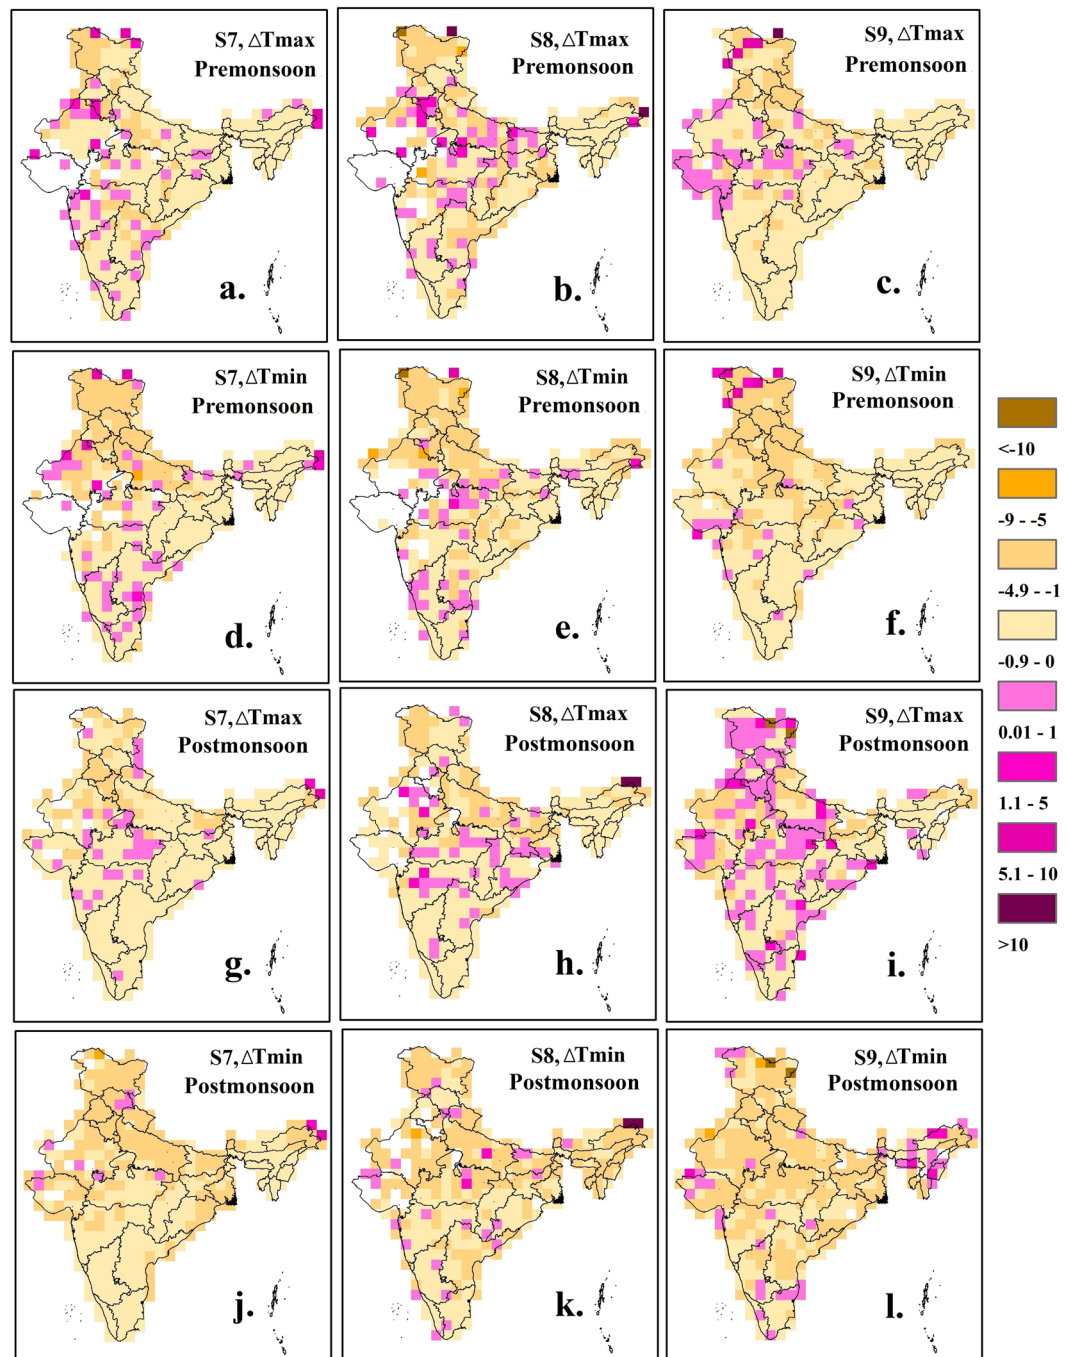 S7, ΔTmax
Premonsoon
a.
S8, ΔTmax
Premonsoon
b.
S9, ΔTmax
Premonsoon
c.
S7, ΔTmin
Premonsoon
d.
S8, ΔTmin
Premonsoon
e.
S9, ΔTmin
Premonsoon
f.
S7, ΔTmax
Postmonsoon
g.
S8, ΔTmax
Postmonsoon
h.
S9, ΔTmax
Postmonsoon
i.
S7, ΔTmin
Postmonsoon
j.
S8, ΔTmin
Postmonsoon
k.
S9, ΔTmin
Postmonsoon
l.
<-10
-9 - -5
-4.9 - -1
-0.9 - 0
0.01 - 1
1.1 - 5
5.1 - 10
>10